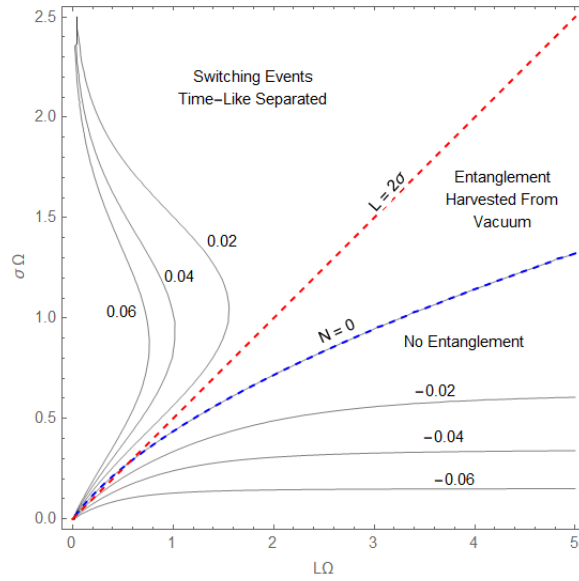 2.5
Switching Events
Time-Like Separated
2.0
Entanglement
Harvested From
Vacuum
L = 2σ
1.5
σ Ω
0.02
0.04
0.06
1.0
N = 0
No Entanglement
-0.02
0.5
-0.04
-0.06
0.0
0 1 2 3 4 5
LΩ